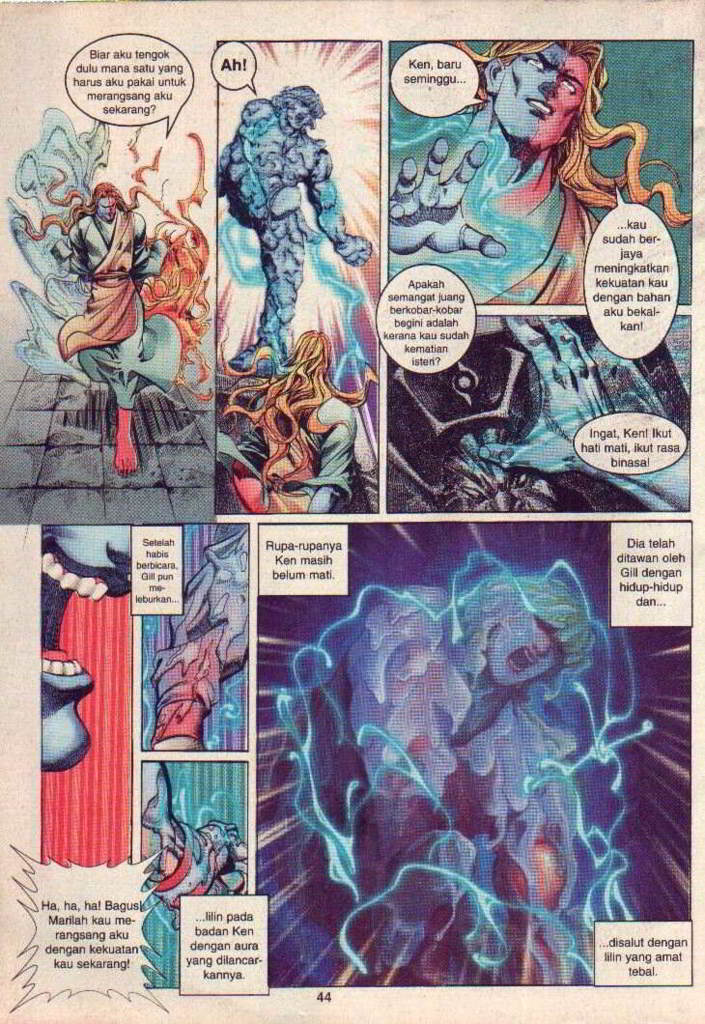 Biar aku tengok
dulu mana satu yang
harus aku pakai untuk
merangsang aku
sekarang?
Ah!
Ken, baru
seminggu...
...kau
sudah ber-
jaya
meningkatkan
kekuatan kau
dengan bahan
aku bekal-
kan!
Apakah
semangat juang
berkobar-kobar
begini adalah
kerana kau sudah
kematian
isteri?
Ingat, Ken! Ikut
hati mati, ikut rasa
binasa!
Setelah
habis
berbicara,
Gill pun
me-
leburkan...
Rupa-rupanya
Ken masih
belum mati.
Dia telah
ditawan oleh
Gill dengan
hidup-hidup
dan...
Ha, ha, ha! Bagus
Marilah kau me-
rangsang aku
dengan kekuatan
kau sekarang!
...lilin pada
badan Ken
dengan aura
yang dilancar-
kannya.
...disalut dengan
lilin yang amat
tebal.
44